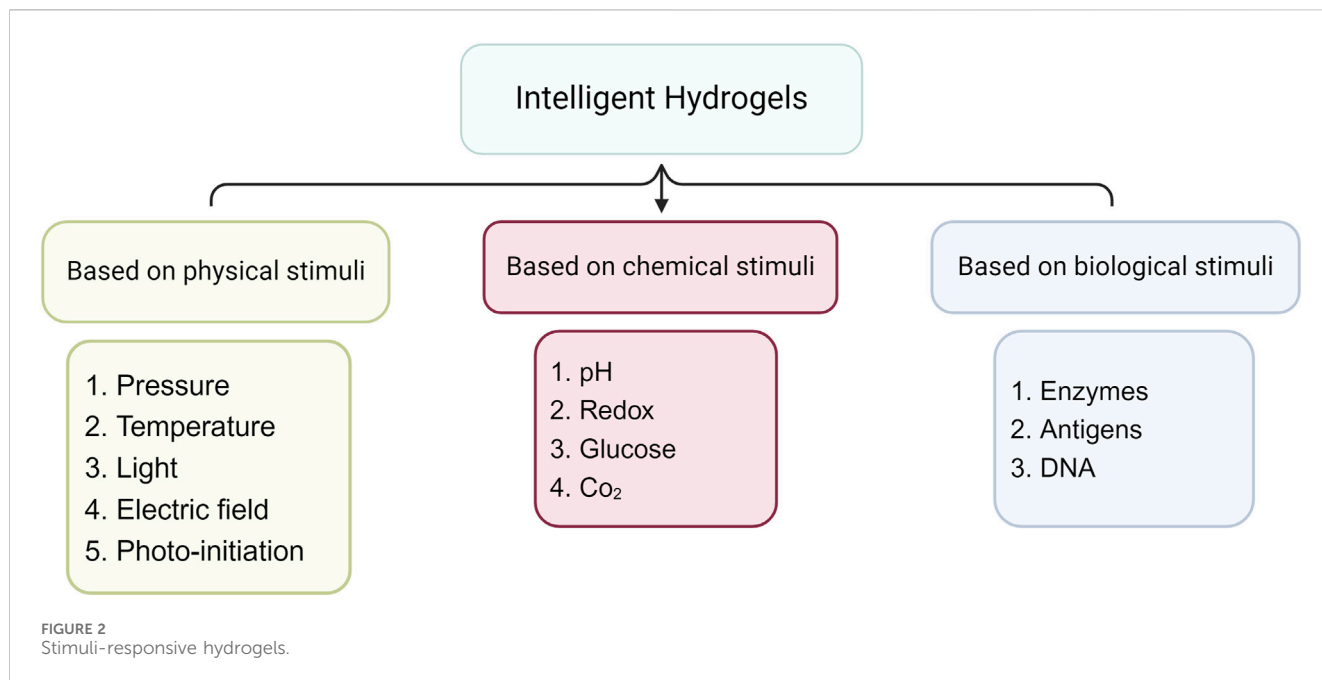 Intelligent Hydrogels
Based on physical stimuli
1. Pressure
2. Temperature
3. Light
4. Electric field
5. Photo-initiation
Based on chemical stimuli
1. pH
2. Redox
3. Glucose
4. Co₂
Based on biological stimuli
1. Enzymes
2. Antigens
3. DNA
FIGURE 2
Stimuli-responsive hydrogels.